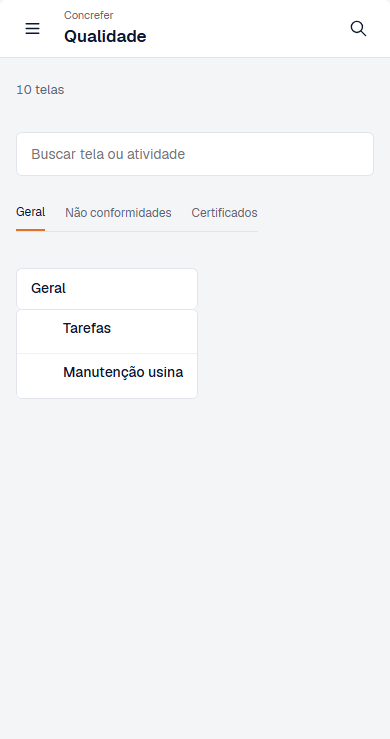 Concrefer
Qualidade
10 telas
Buscar tela ou atividade
Geral
Não conformidades
Certificados
Geral
Tarefas
Manutenção usina